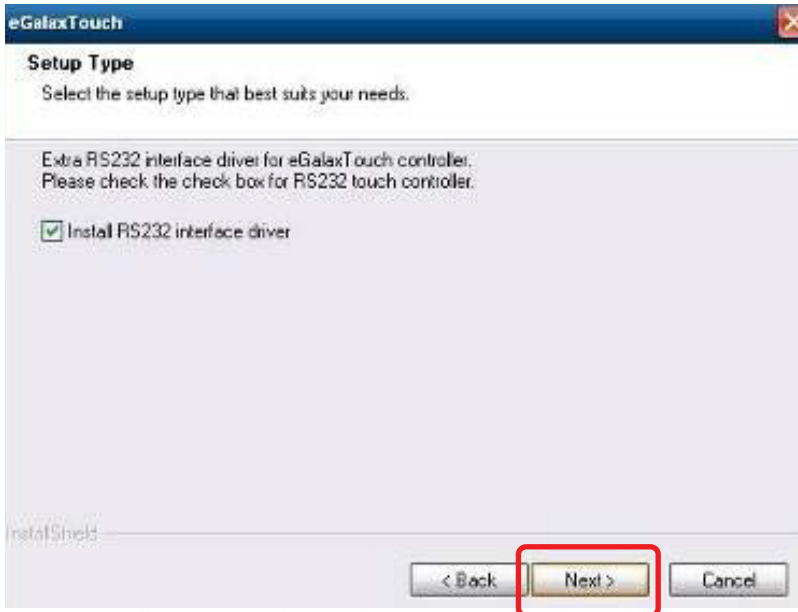 eGalaxTouch
Setup Type
Select the setup type that best suits your needs.
Extra RS232 interface driver for eGalaxTouch controller.
Please check the check box for RS232 touch controller.
Install RS232 interface driver
InstallShield
< Back Next > Cancel